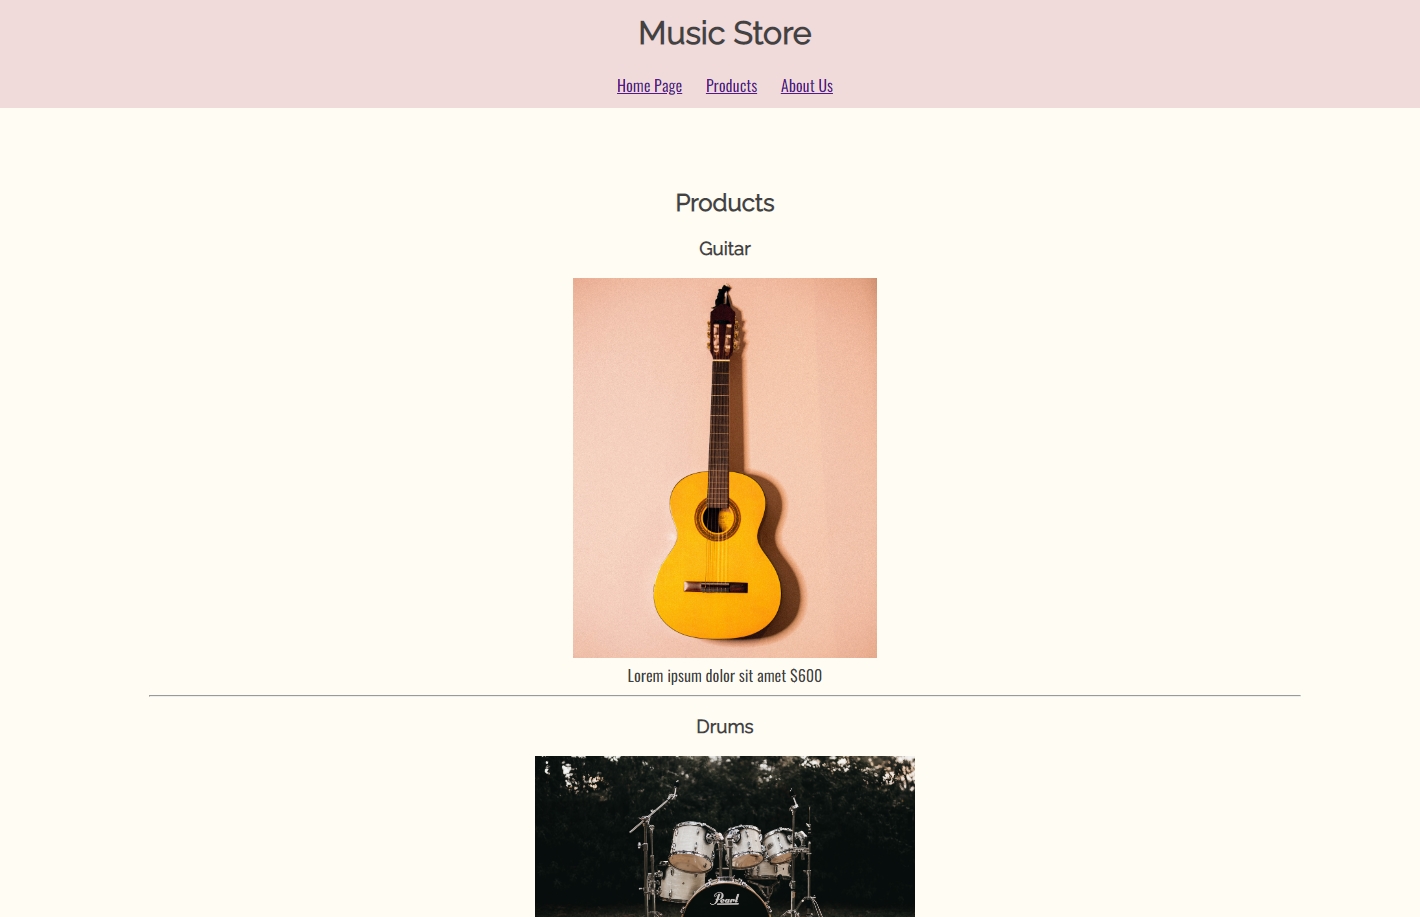 Music Store
Home Page Products About Us
Products
Guitar
Lorem ipsum dolor sit amet $600
Drums
Pearl